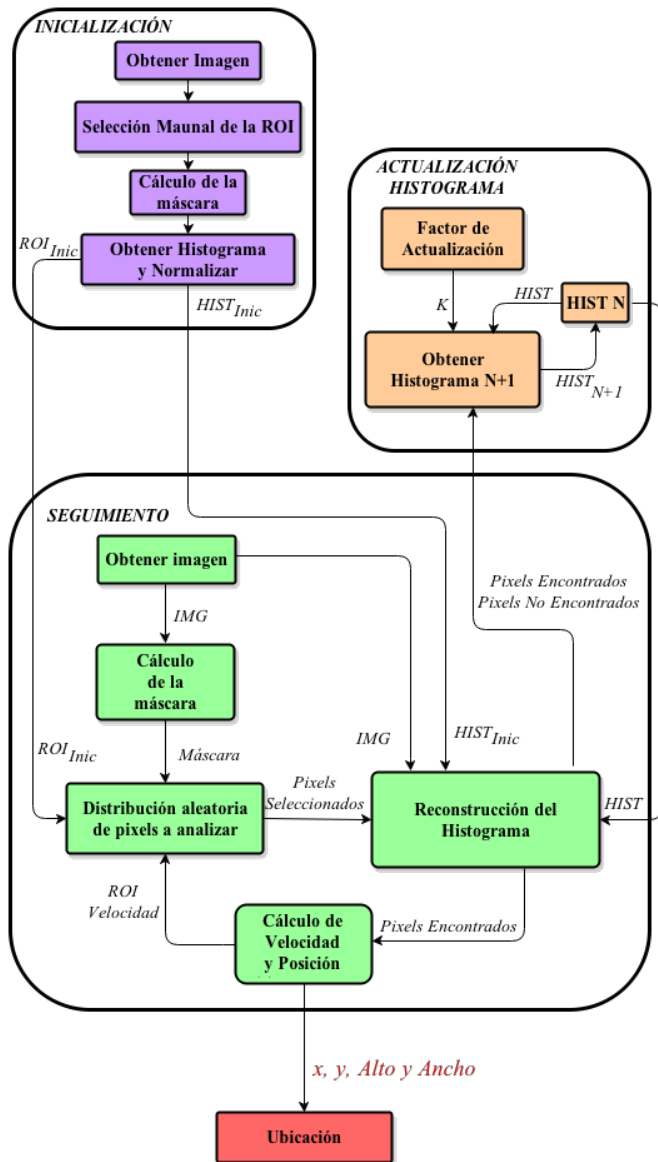 INICIALIZACIÓN
Obtener Imagen
Selección Maunal de la ROI
Cálculo de la
máscara
Obtener Histograma
y Normalizar
ROI Inic
HIST Inic
ACTUALIZACIÓN
HISTOGRAMA
Factor de
Actualización
K
HIST
HIST N
Obtener
Histograma N+1
HIST N+1
SEGUIMIENTO
Obtener imagen
IMG
Cálculo
de la
máscara
Pixels Encontrados
Pixels No Encontrados
ROI Inic
Máscara
IMG
HIST Inic
Distribución aleatoria
de pixels a analizar
Pixels
Seleccionados
Reconstrucción del
Histograma
HIST
ROI
Velocidad
Cálculo de
Velocidad
y Posición
Pixels Encontrados
x, y, Alto y Ancho
Ubicación